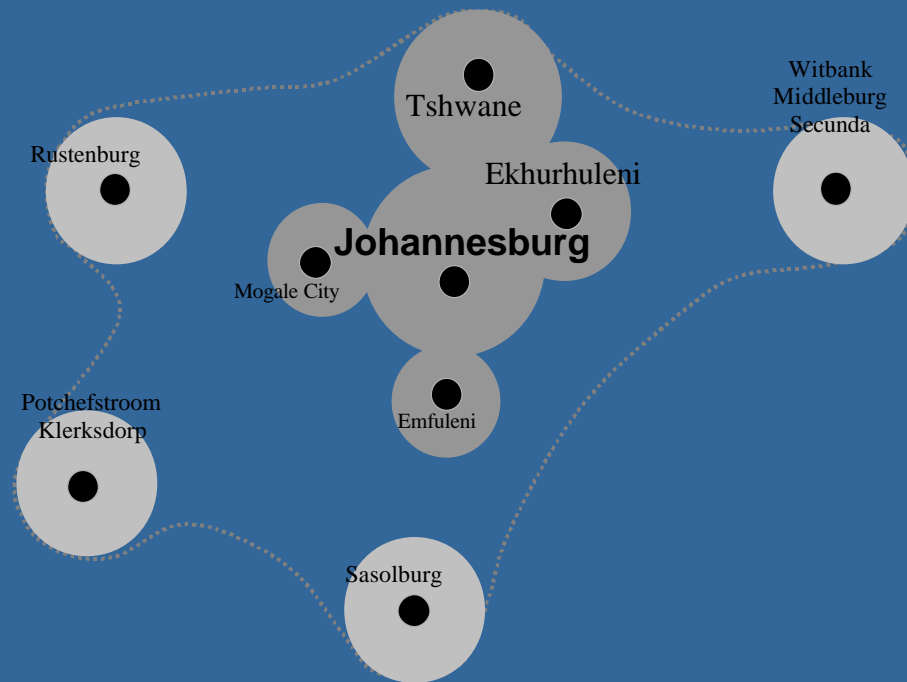 Witbank
Middleburg
Secunda
Tshwane
Rustenburg
Ekhurhuleni
Johannesburg
Mogale City
Potchefstroom
Klerksdorp
Emfuleni
Sasolburg